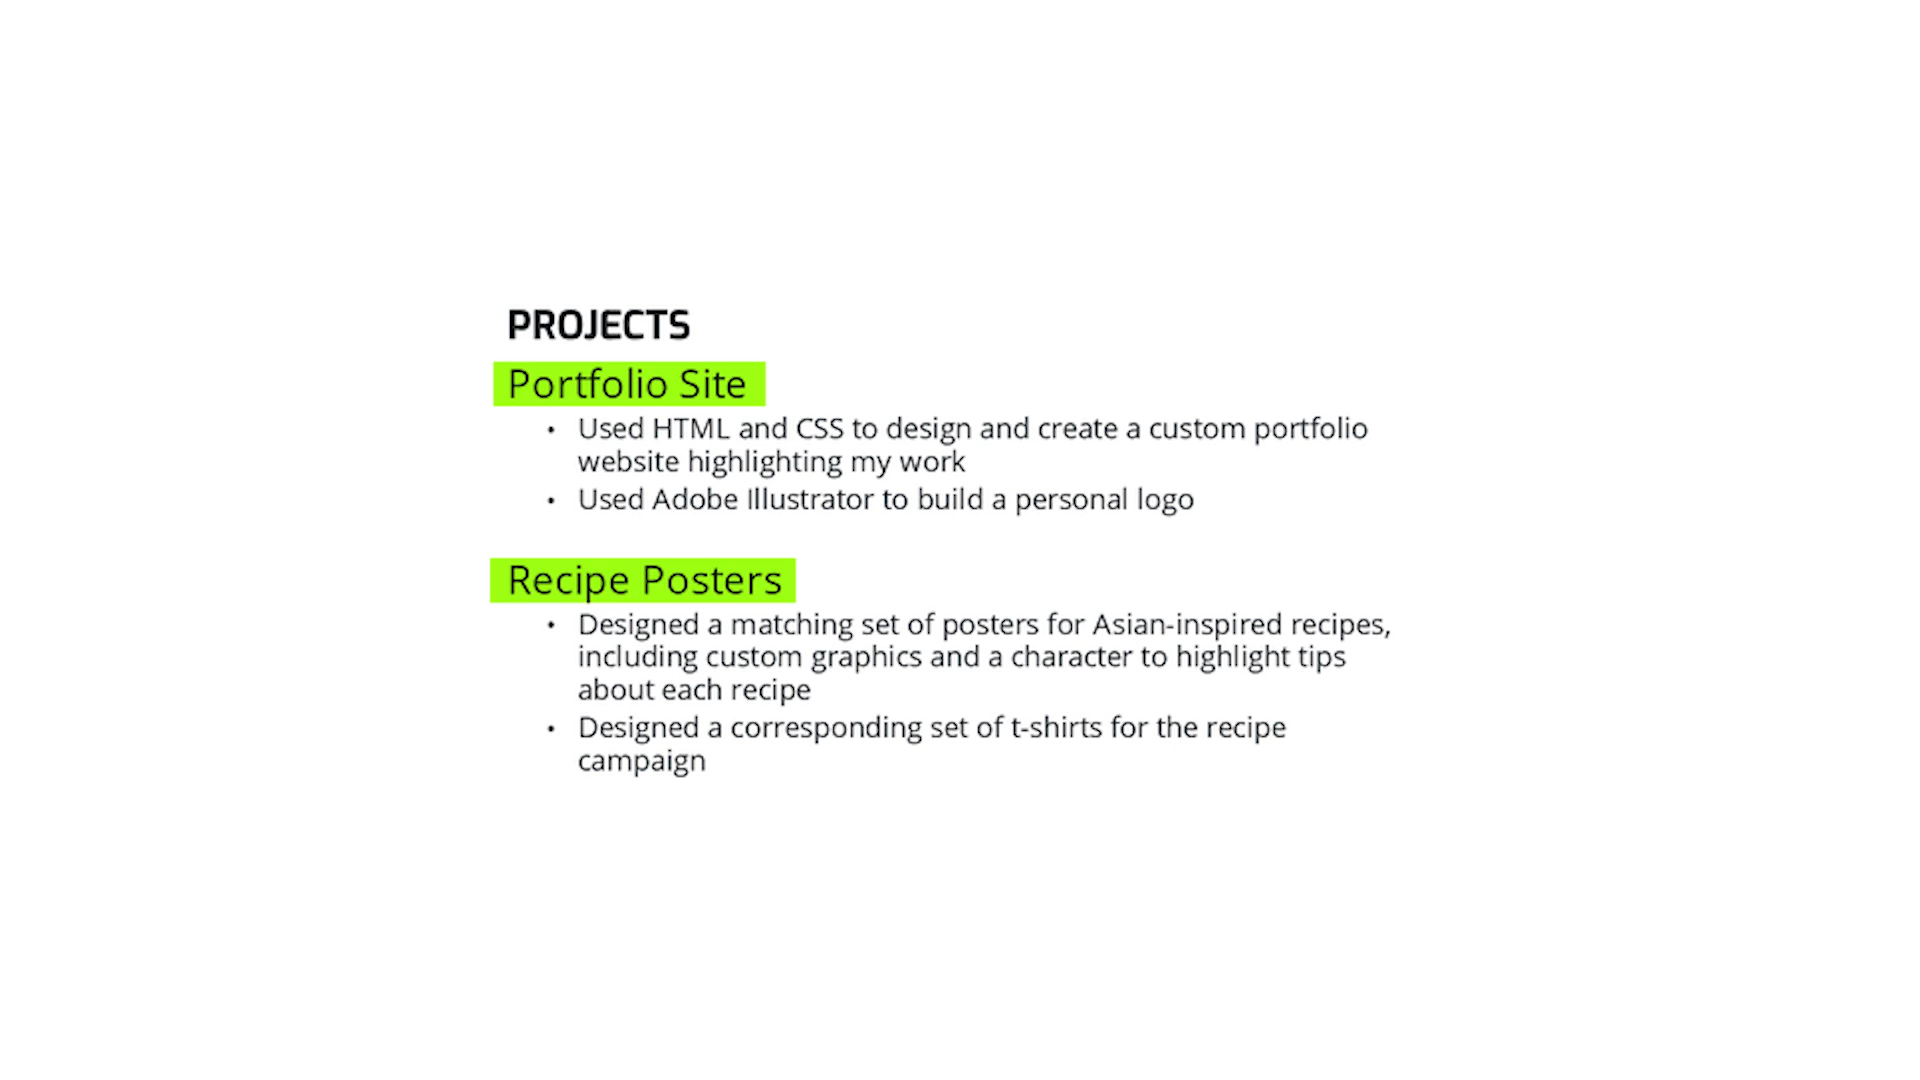 PROJECTS
Portfolio Site
• Used HTML and CSS to design and create a custom portfolio
website highlighting my work
• Used Adobe Illustrator to build a personal logo
Recipe Posters
• Designed a matching set of posters for Asian-inspired recipes,
including custom graphics and a character to highlight tips
about each recipe
• Designed a corresponding set of t-shirts for the recipe
campaign